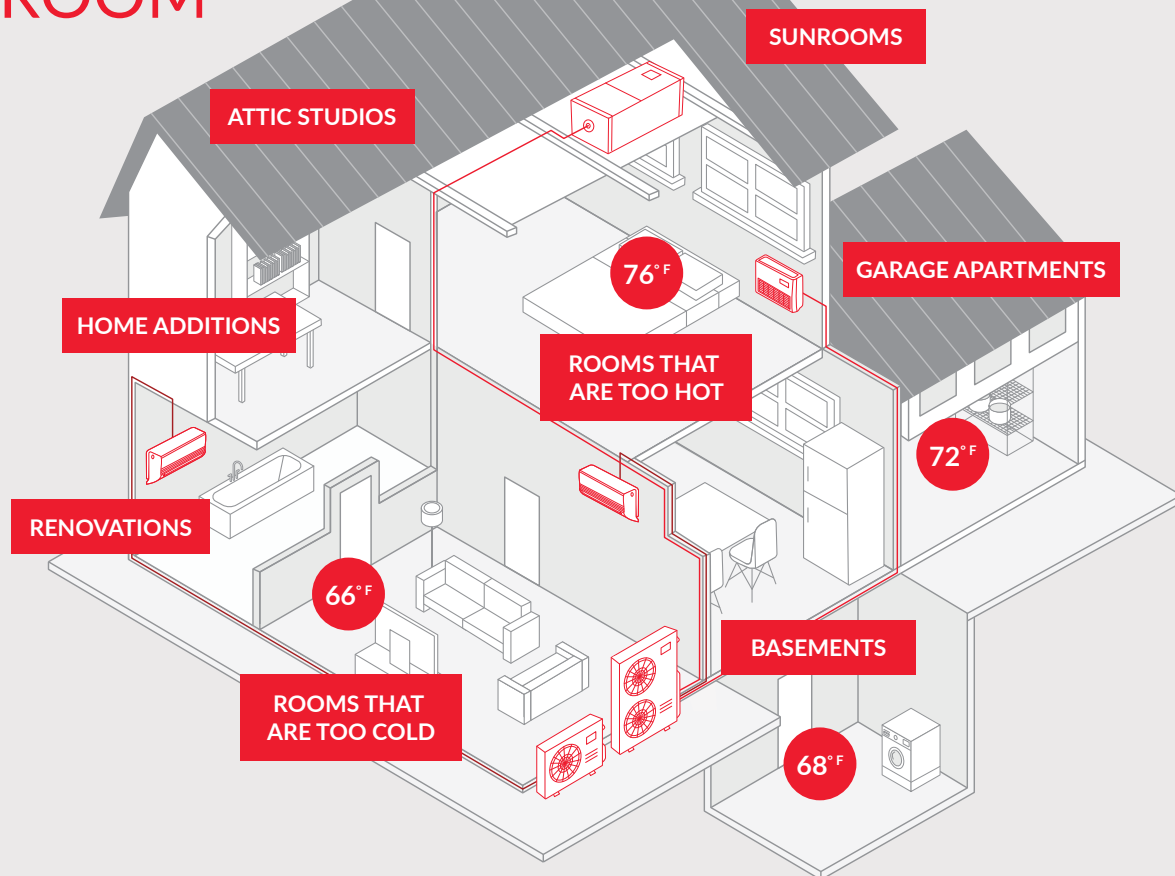 ROOM
SUNROOMS
ATTIC STUDIOS
GARAGE APARTMENTS
76°F
HOME ADDITIONS
ROOMS THAT
ARE TOO HOT
72°F
RENOVATIONS
66°F
BASEMENTS
ROOMS THAT
ARE TOO COLD
68°F